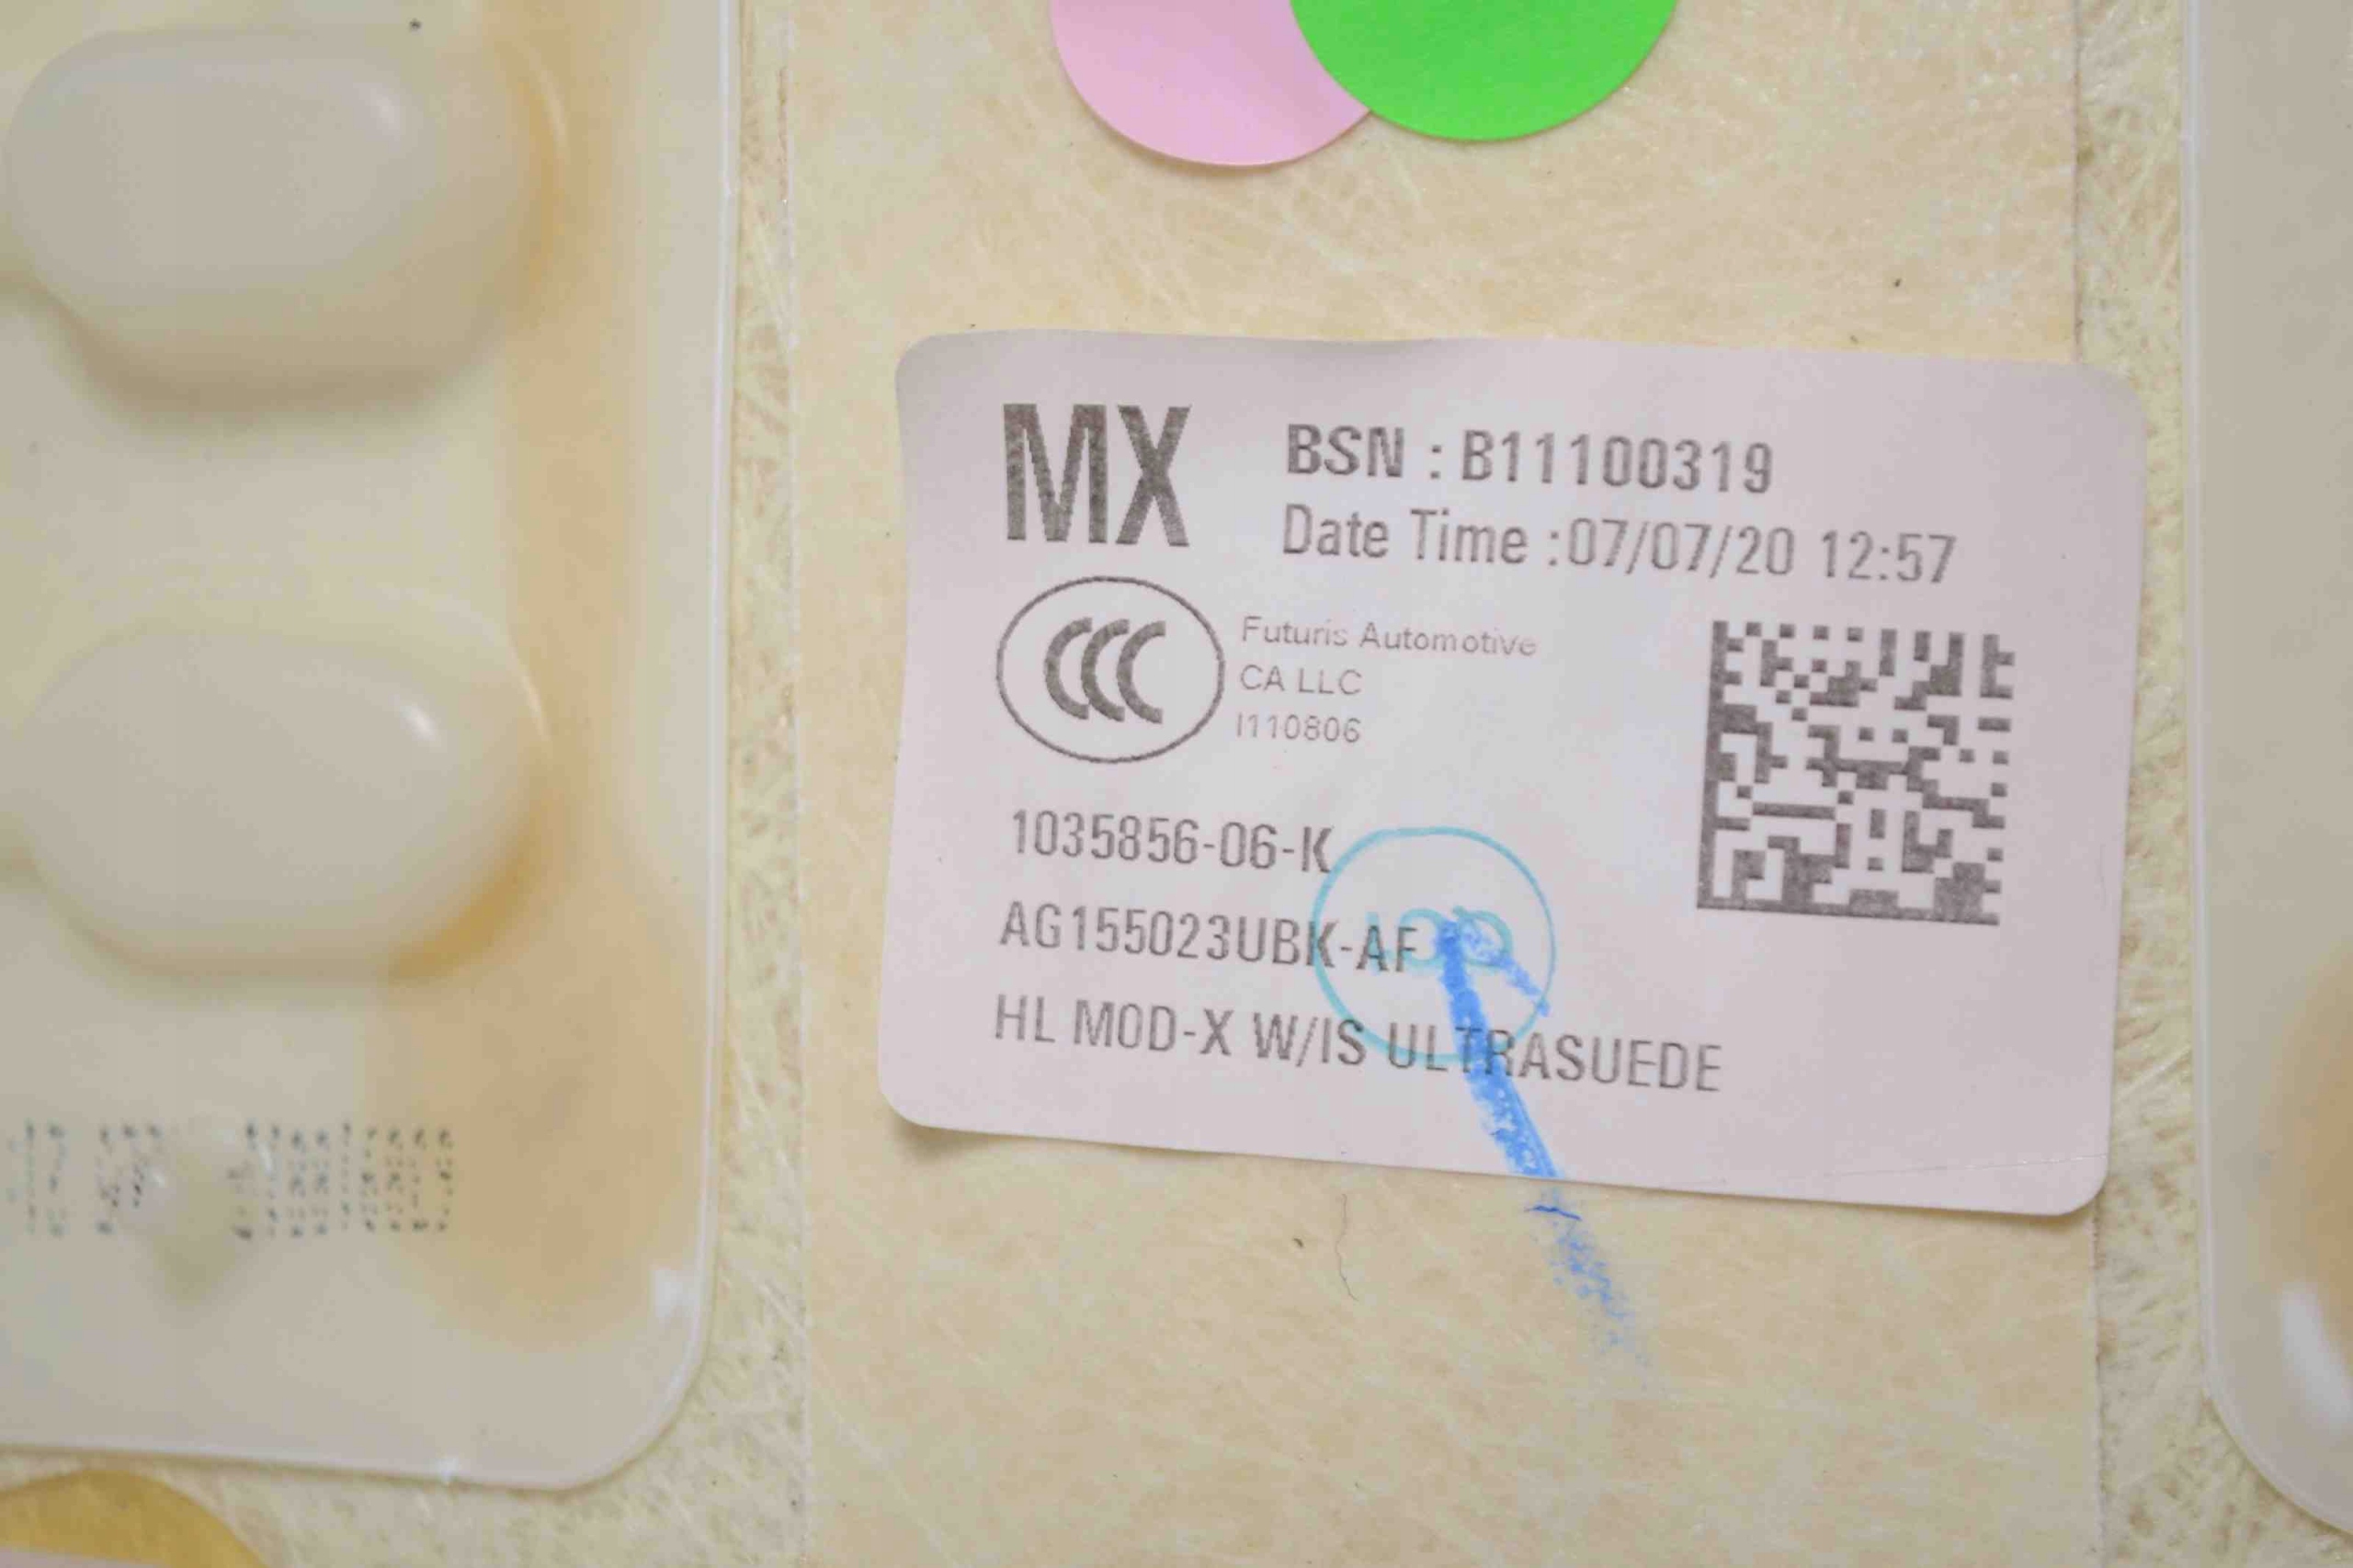 MX
BSN : B11100319
Date Time :07/07/20 12:57
CCC
Futuris Automotive
CA LLC
I110806
1035856-06-K
AG155023UBK-AF
HL MOD-X W/IS ULTRASUEDE